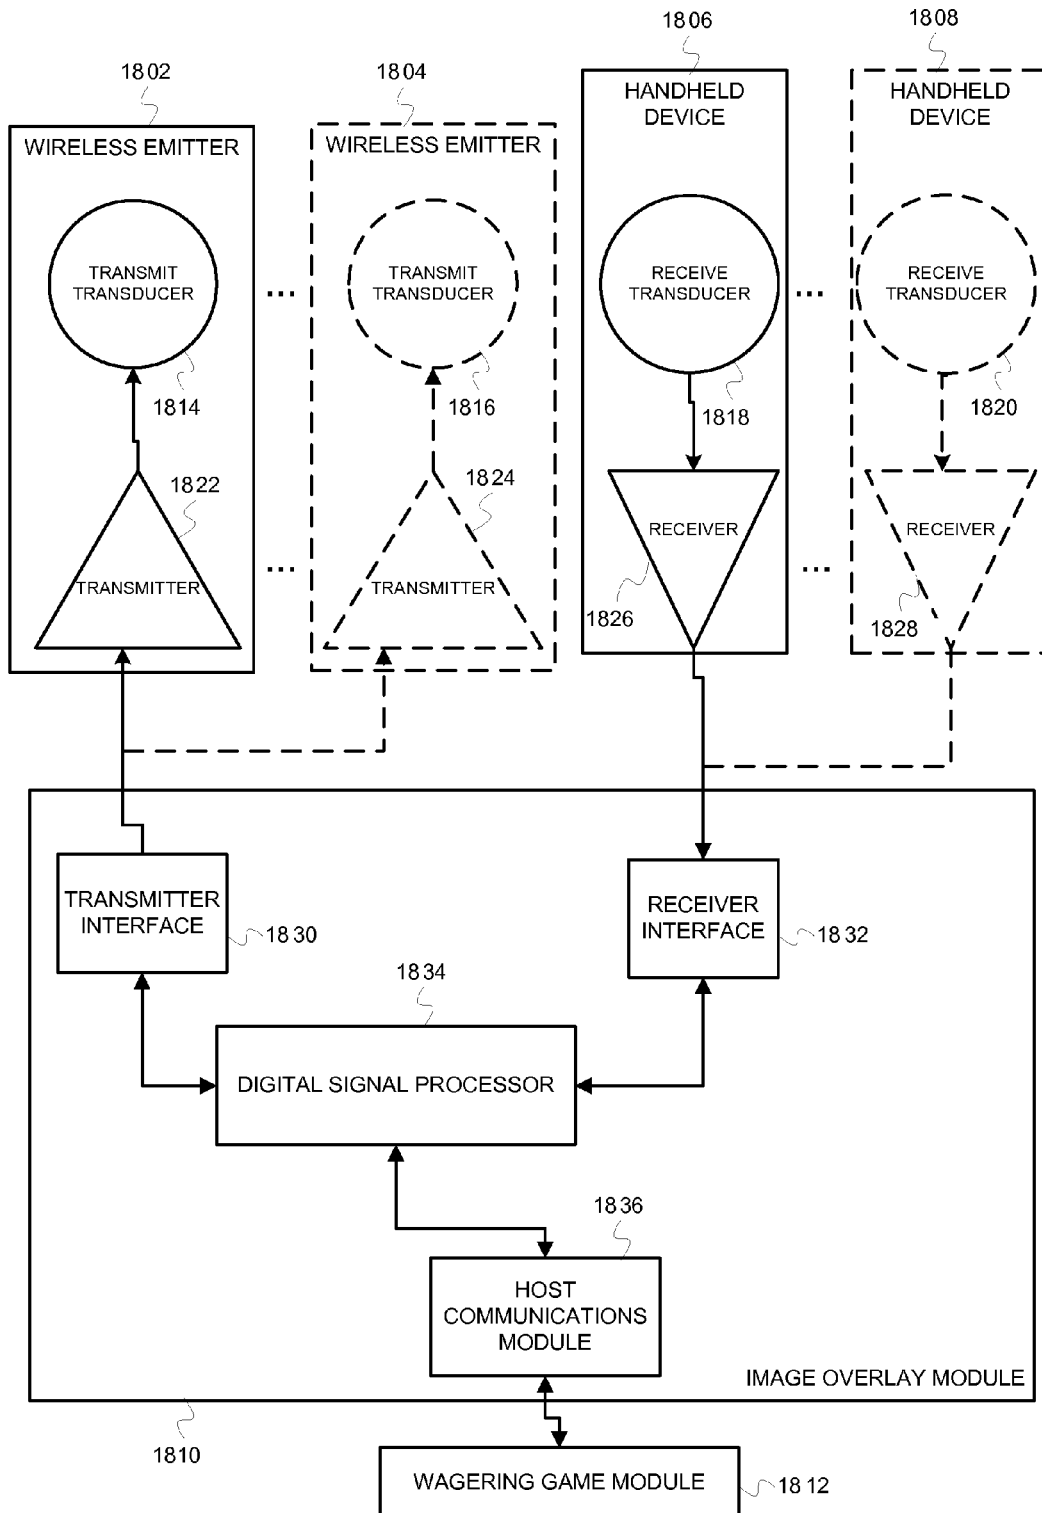 1806
1808
1802
1804
HANDHELD
DEVICE
HANDHELD
DEVICE
WIRELESS EMITTER
WIRELESS EMITTER
TRANSMIT
TRANSDUCER
...
TRANSMIT
TRANSDUCER
RECEIVE
TRANSDUCER
...
RECEIVE
TRANSDUCER
1814
1816
1818
1820
1822
1824
TRANSMITTER
...
TRANSMITTER
RECEIVER
...
RECEIVER
1826
1828
TRANSMITTER
INTERFACE
1830
RECEIVER
INTERFACE
1832
1834
DIGITAL SIGNAL PROCESSOR
1836
HOST
COMMUNICATIONS
MODULE
IMAGE OVERLAY MODULE
1810
WAGERING GAME MODULE
1812